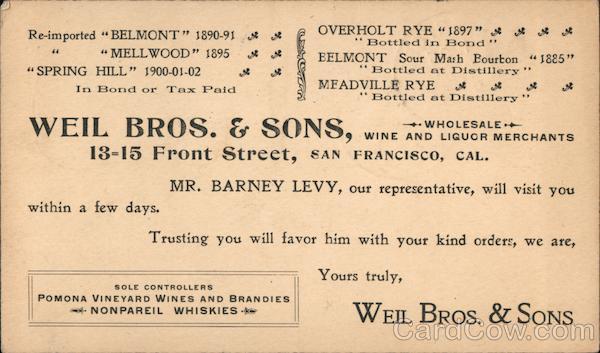 Re-imported "BELMONT" 1890-91
" " "MELLWOOD" 1895
"SPRING HILL" 1900-01-02
In Bond or Tax Paid
OVERHOLT RYE "1897"
"Bottled in Bond"
BELMONT Sour Mash Bourbon "1885"
"Bottled at Distillery"
MEADVILLE RYE
"Bottled at Distillery"
WEIL BROS. & SONS,
WHOLESALE
WINE AND LIQUOR MERCHANTS
13=15 Front Street, SAN FRANCISCO, CAL.
MR. BARNEY LEVY, our representative, will visit you
within a few days.
Trusting you will favor him with your kind orders, we are,
Yours truly,
WEIL BROS. & SONS
SOLE CONTROLLERS
POMONA VINEYARD WINES AND BRANDIES
NONPAREIL WHISKIES
CardCow.com